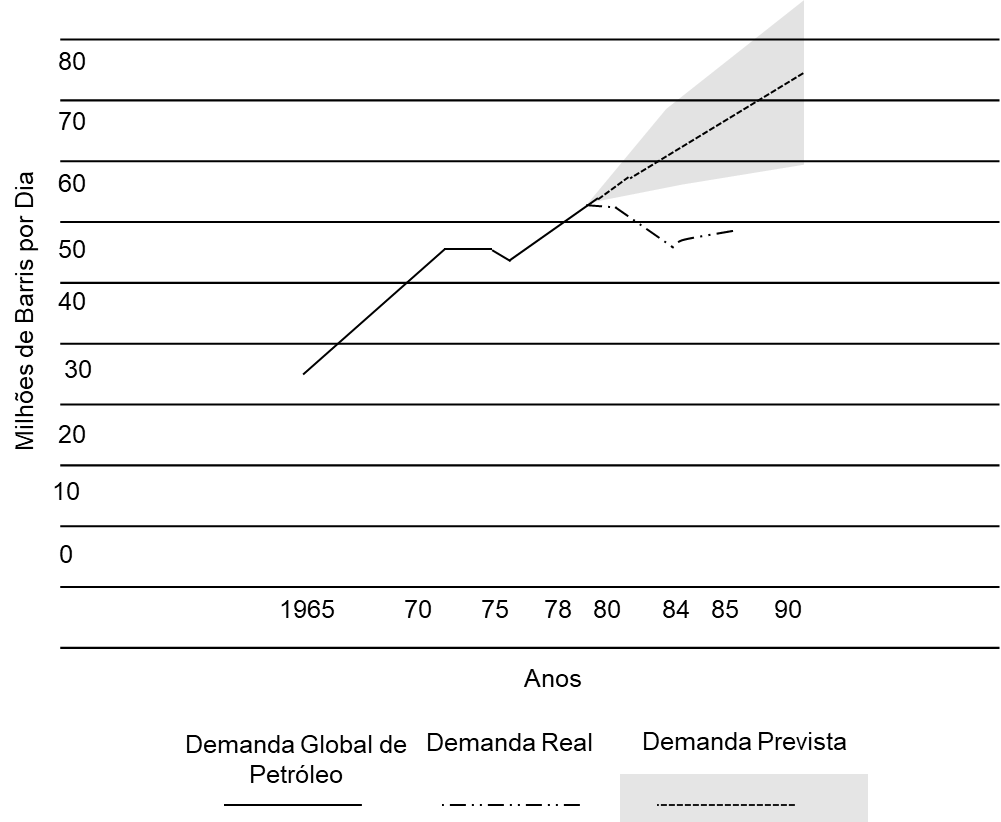 80
70
60
50
40
30
20
10
0
Milhões de Barris por Dia
1965 70 75 78 80 84 85 90
Anos
Demanda Global de
Petróleo
Demanda Real
Demanda Prevista